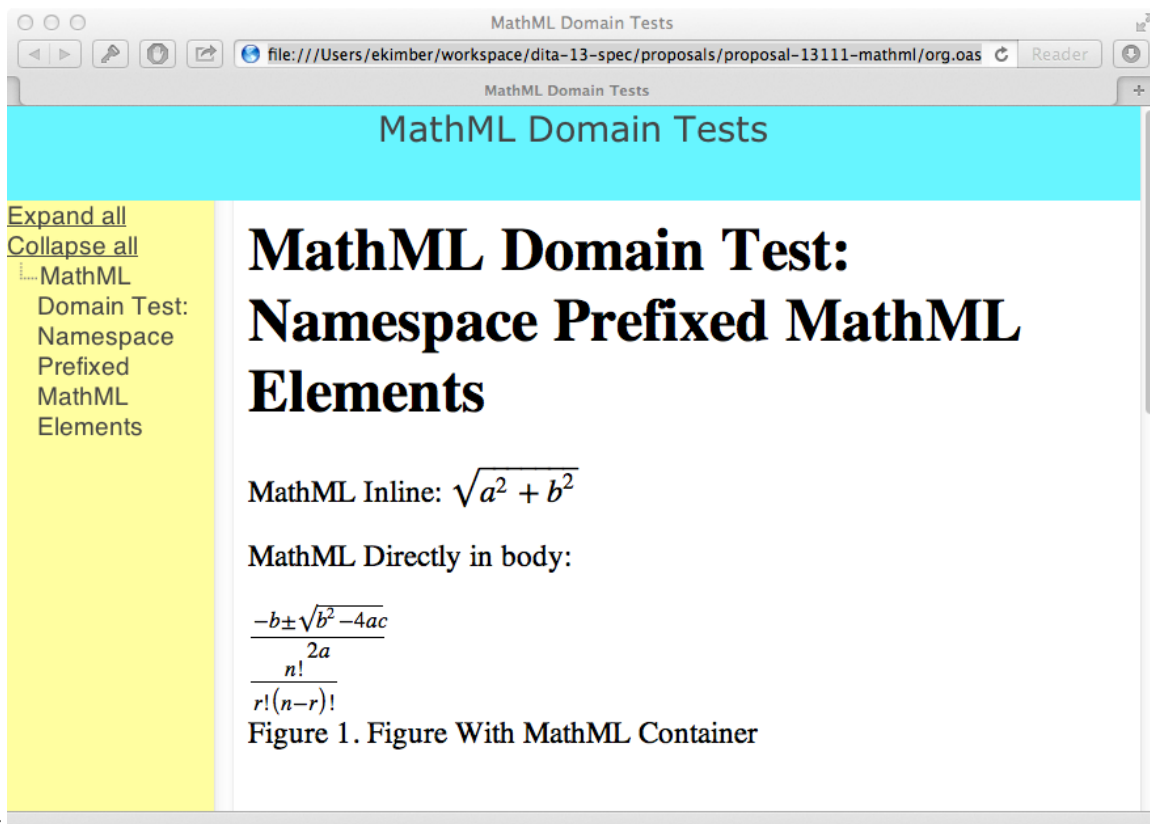 MathML Domain Tests
file:///Users/ekimber/workspace/dita-13-spec/proposals/proposal-13111-mathml/org.oas
Reader
MathML Domain Tests
MathML Domain Tests
Expand all
Collapse all
MathML
Domain Test:
Namespace
Prefixed
MathML
Elements
MathML Domain Test:
Namespace Prefixed MathML
Elements
MathML Inline: √a² + b²
MathML Directly in body:
−b±√b²−4ac
2a
n!
r!(n−r)!
Figure 1. Figure With MathML Container